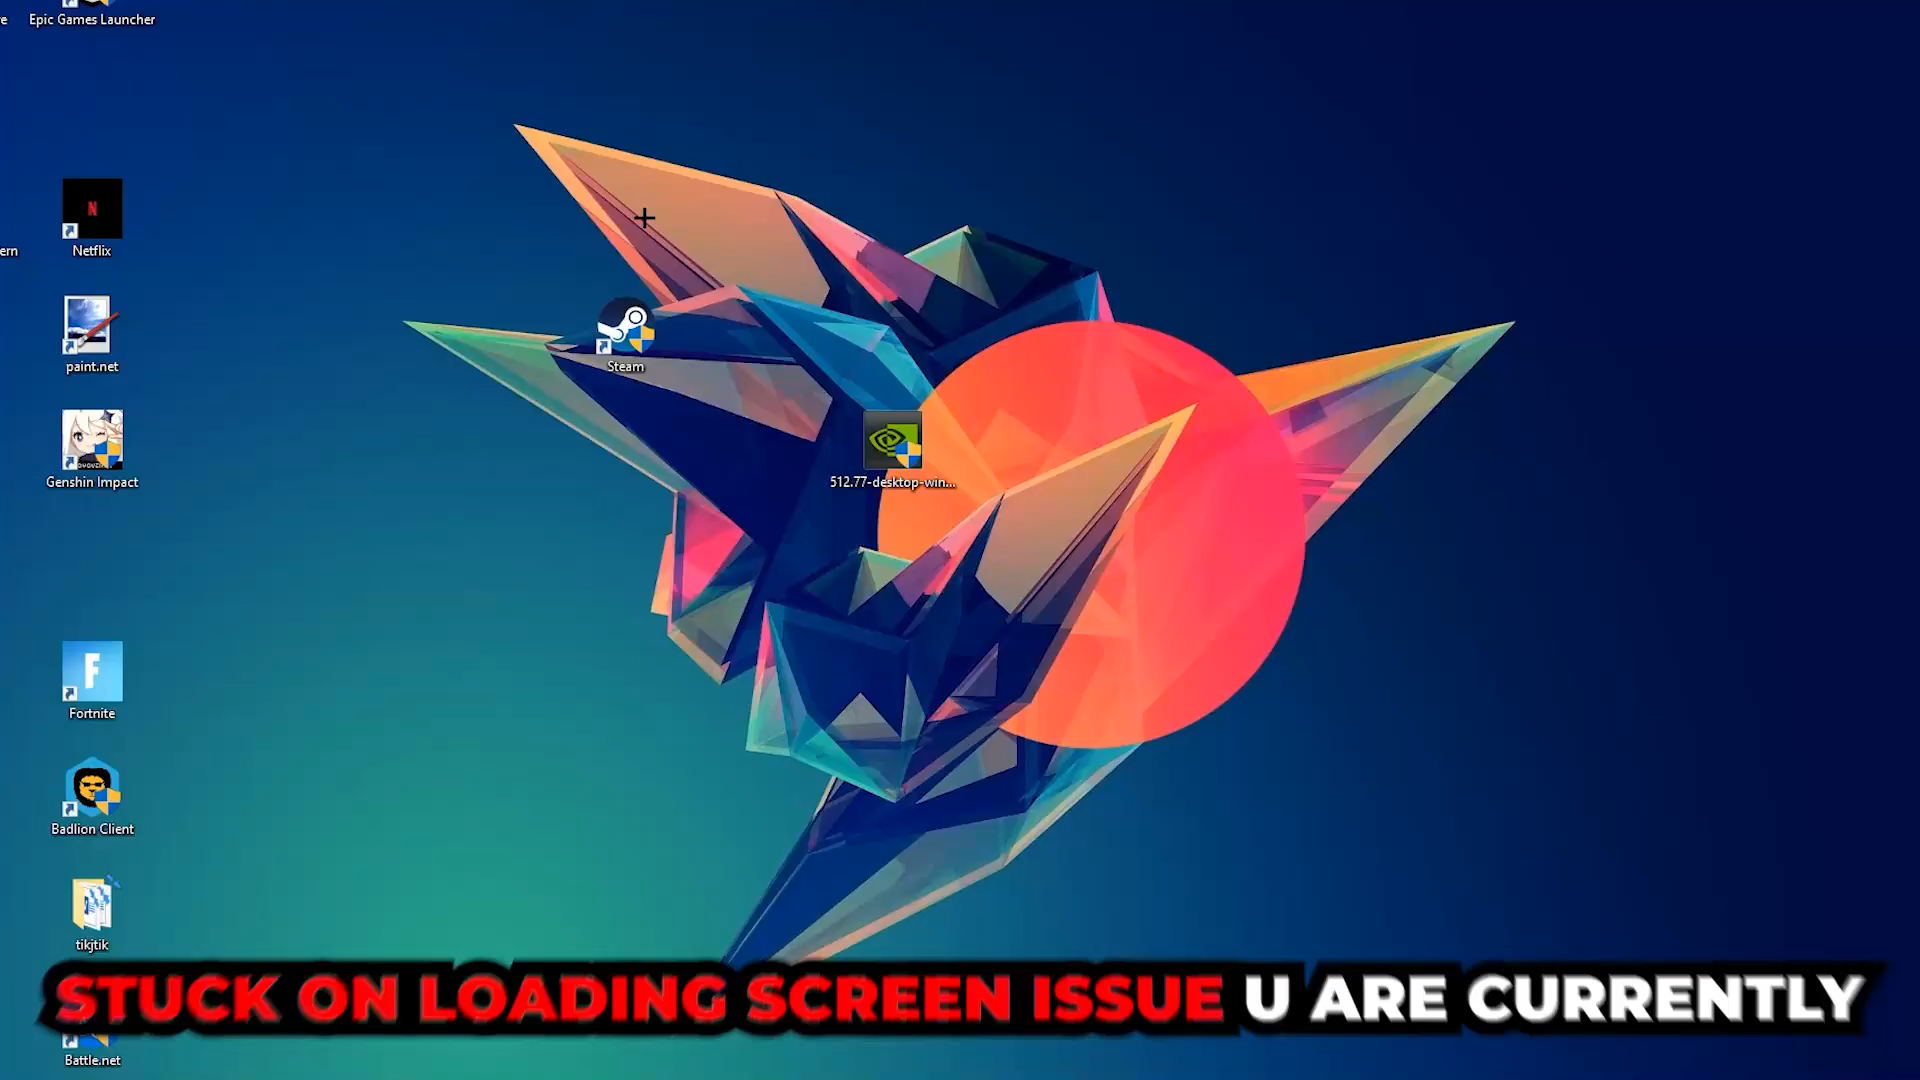 Epic Games Launcher
Netflix
ern
paint.net
Steam
Genshin Impact
512.77-desktop-win...
F
Fortnite
Badlion Client
tikjtik
STUCK ON LOADING SCREEN ISSUE U ARE CURRENTLY
Battle.net